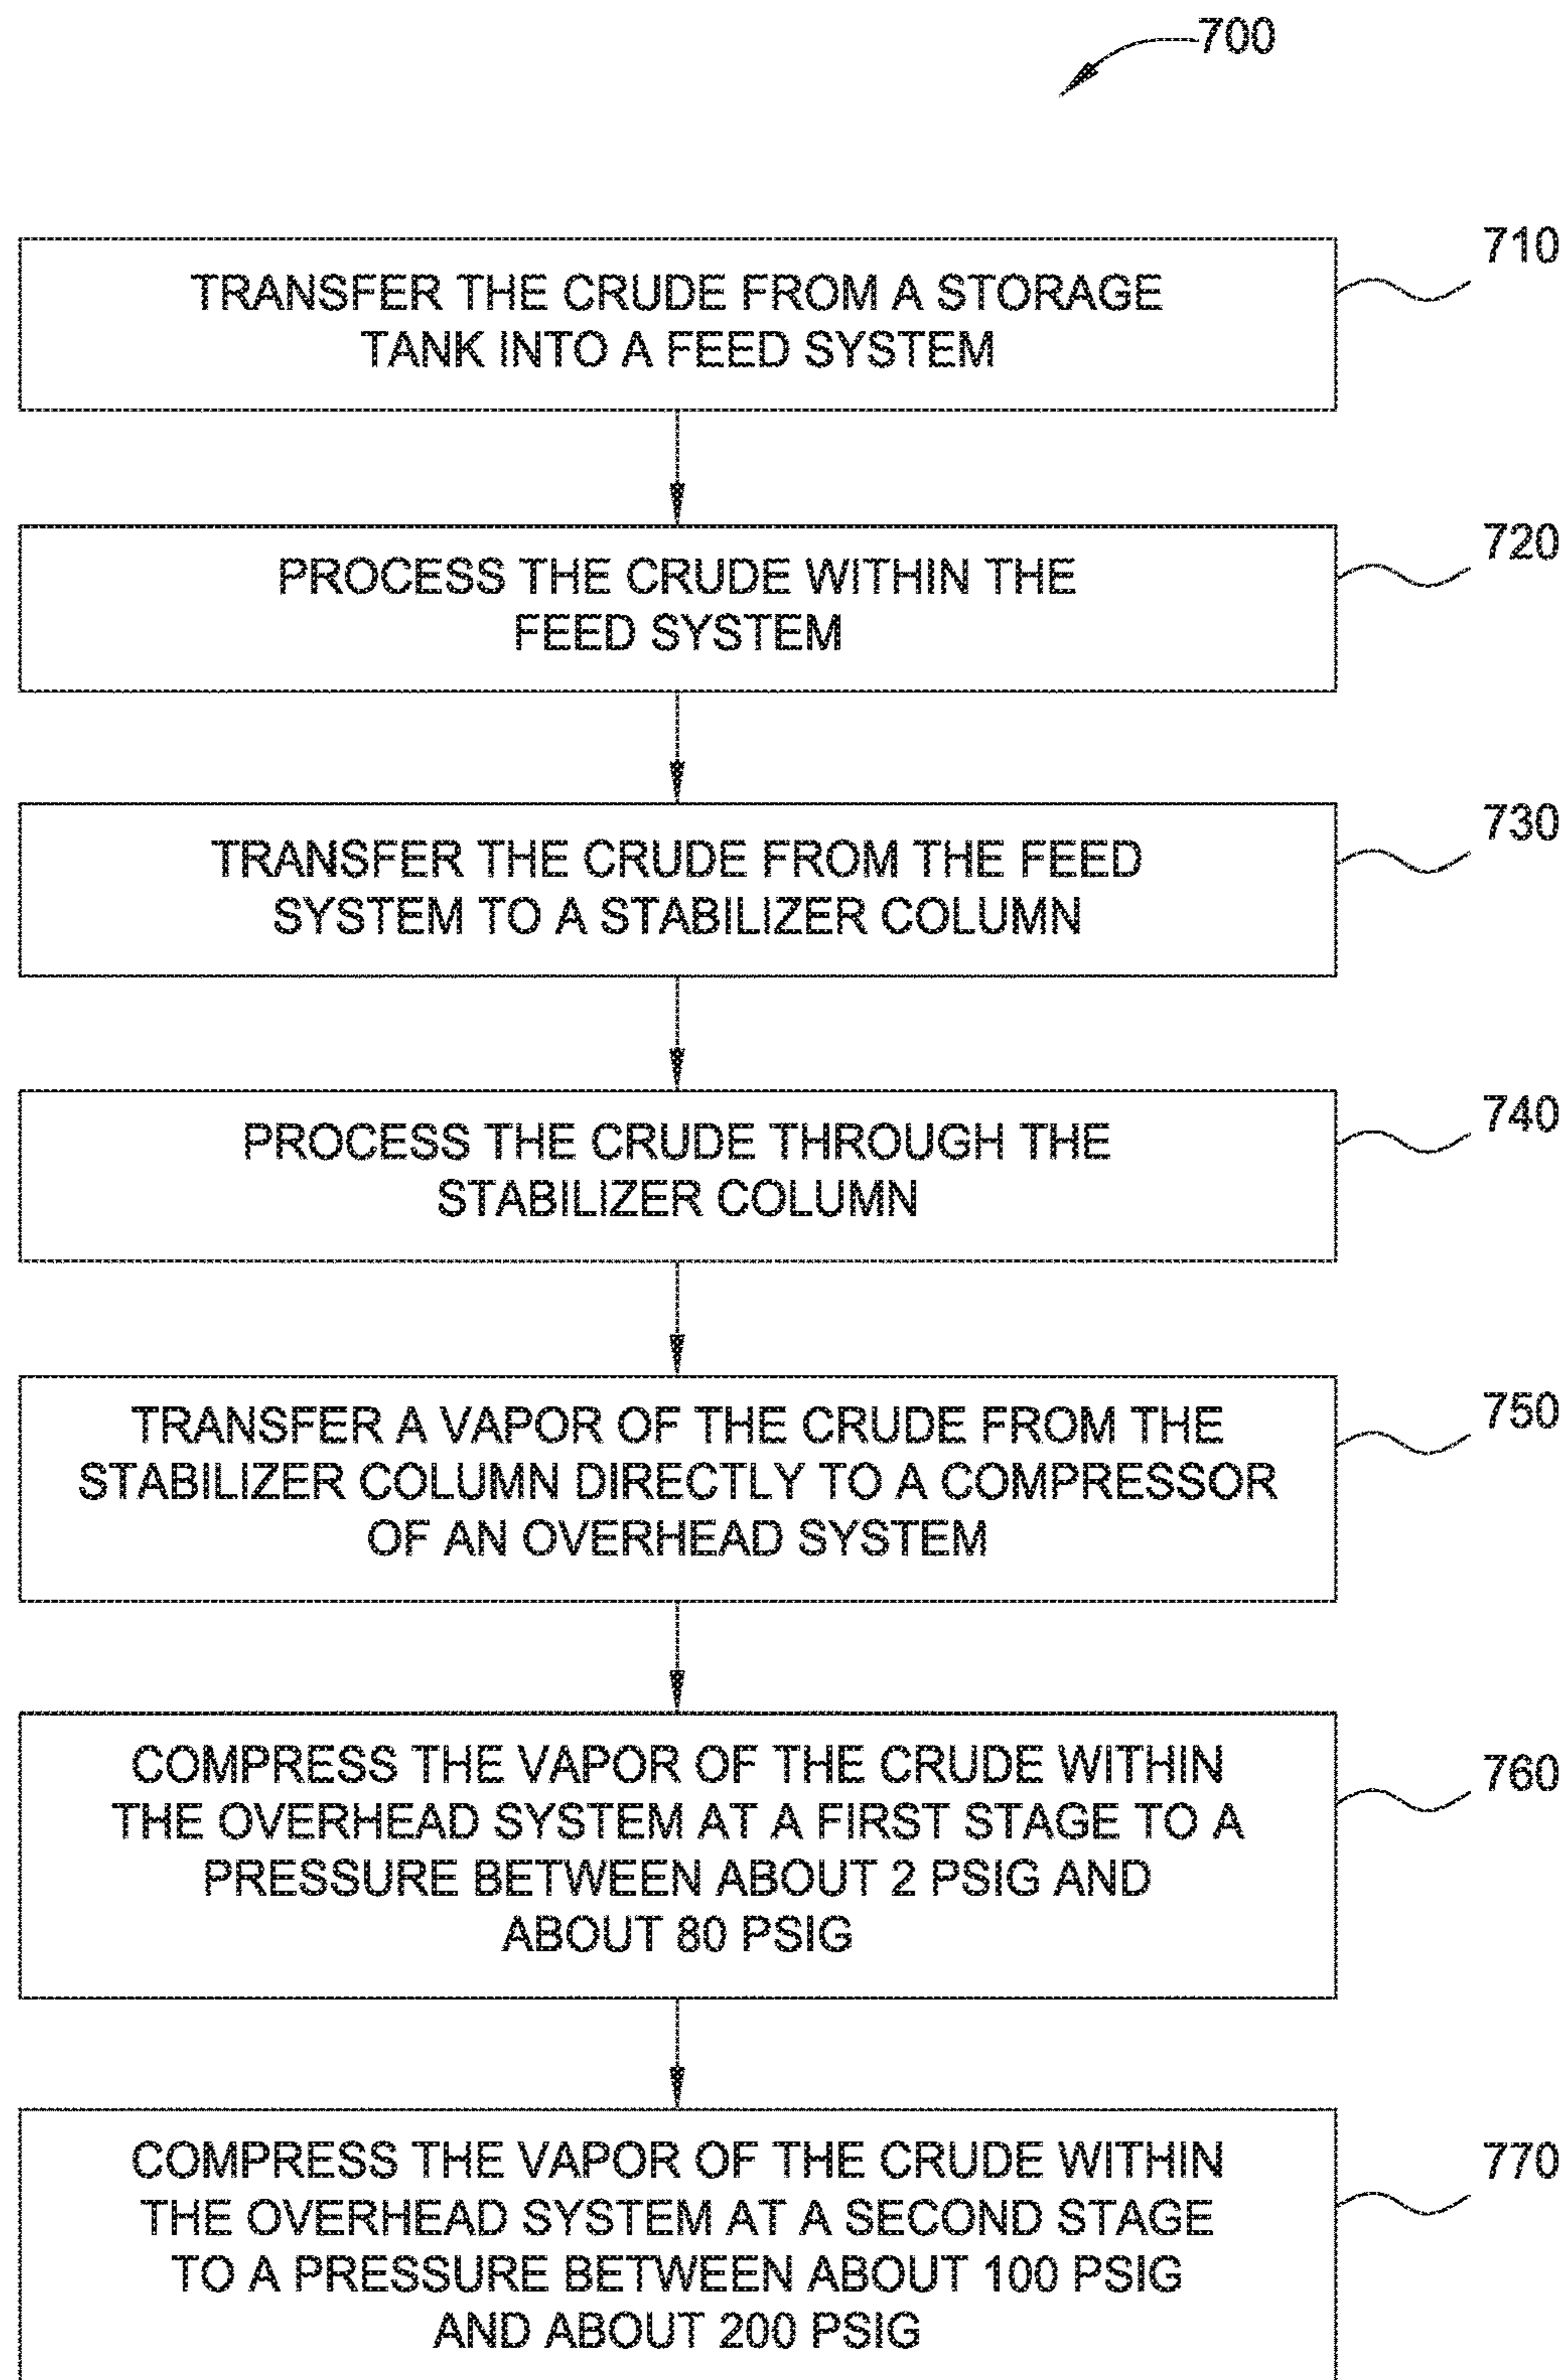 700
710
TRANSFER THE CRUDE FROM A STORAGE
TANK INTO A FEED SYSTEM
720
PROCESS THE CRUDE WITHIN THE
FEED SYSTEM
730
TRANSFER THE CRUDE FROM THE FEED
SYSTEM TO A STABILIZER COLUMN
740
PROCESS THE CRUDE THROUGH THE
STABILIZER COLUMN
750
TRANSFER A VAPOR OF THE CRUDE FROM THE
STABILIZER COLUMN DIRECTLY TO A COMPRESSOR
OF AN OVERHEAD SYSTEM
760
COMPRESS THE VAPOR OF THE CRUDE WITHIN
THE OVERHEAD SYSTEM AT A FIRST STAGE TO A
PRESSURE BETWEEN ABOUT 2 PSIG AND
ABOUT 80 PSIG
770
COMPRESS THE VAPOR OF THE CRUDE WITHIN
THE OVERHEAD SYSTEM AT A SECOND STAGE
TO A PRESSURE BETWEEN ABOUT 100 PSIG
AND ABOUT 200 PSIG